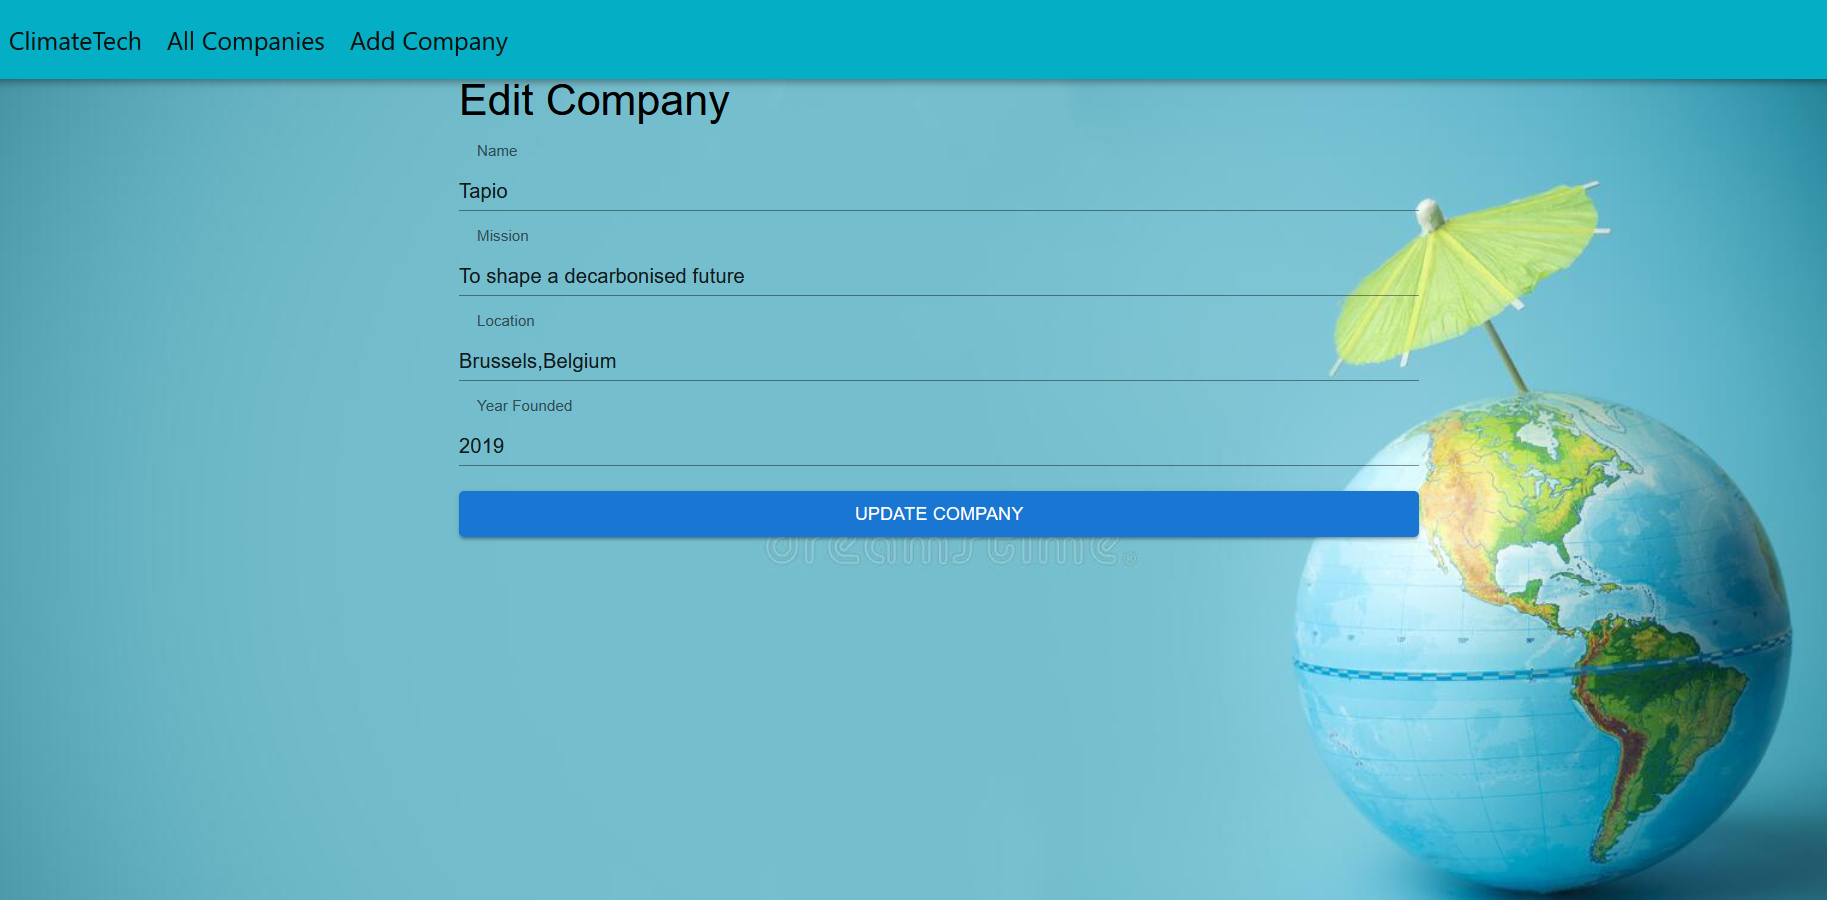 ClimateTech All Companies Add Company
Edit Company
Name
Tapio
Mission
To shape a decarbonised future
Location
Brussels,Belgium
Year Founded
2019
UPDATE COMPANY
dreamstime